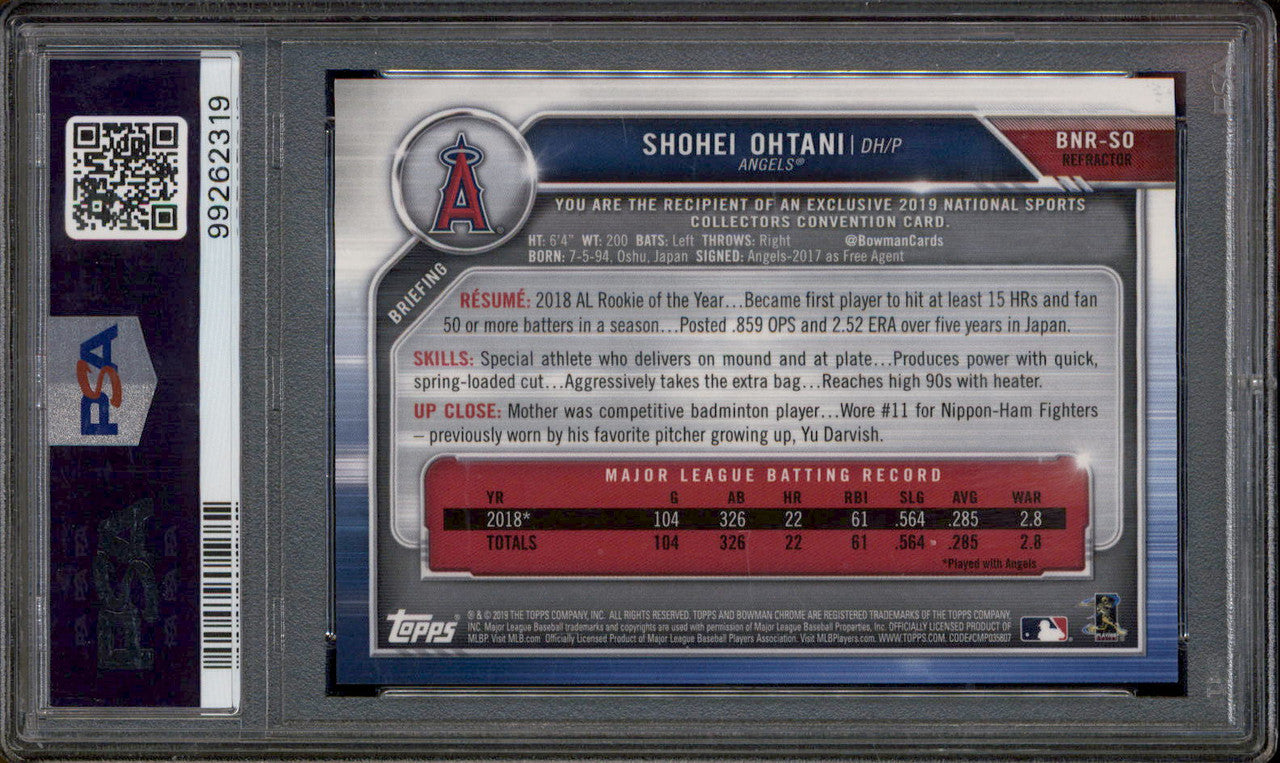 99262319
PSA
SHOHEI OHTANI | DH/P
ANGELS®
BNR-SO
REFRACTOR
A
YOU ARE THE RECIPIENT OF AN EXCLUSIVE 2019 NATIONAL SPORTS
COLLECTORS CONVENTION CARD.
HT: 6'4" WT: 200 BATS: Left THROWS: Right @BowmanCards
BORN: 7-5-94, Oshu, Japan SIGNED: Angels-2017 as Free Agent
BRIEFING
RÉSUMÉ: 2018 AL Rookie of the Year...Became first player to hit at least 15 HRs and fan
50 or more batters in a season...Posted .859 OPS and 2.52 ERA over five years in Japan.
SKILLS: Special athlete who delivers on mound and at plate...Produces power with quick,
spring-loaded cut...Aggressively takes the extra bag...Reaches high 90s with heater.
UP CLOSE: Mother was competitive badminton player...Wore #11 for Nippon-Ham Fighters
– previously worn by his favorite pitcher growing up, Yu Darvish.
MAJOR LEAGUE BATTING RECORD
YR G AB HR RBI SLG AVG WAR
2018* 104 326 22 61 .564 .285 2.8
TOTALS 104 326 22 61 .564 .285 2.8
*Played with Angels
topps
® & © 2019 THE TOPPS COMPANY, INC. ALL RIGHTS RESERVED. TOPPS AND BOWMAN CHROME ARE REGISTERED TRADEMARKS OF THE TOPPS COMPANY,
INC. Major League Baseball trademarks and copyrights are used with permission of Major League Baseball Properties, Inc. OFFICIALLY LICENSED PRODUCT OF
MLBP. Visit MLB.com Officially Licensed Product of Major League Baseball Players Association. Visit MLBPlayers.com. WWW.TOPPS.COM. CODE#CMP035807